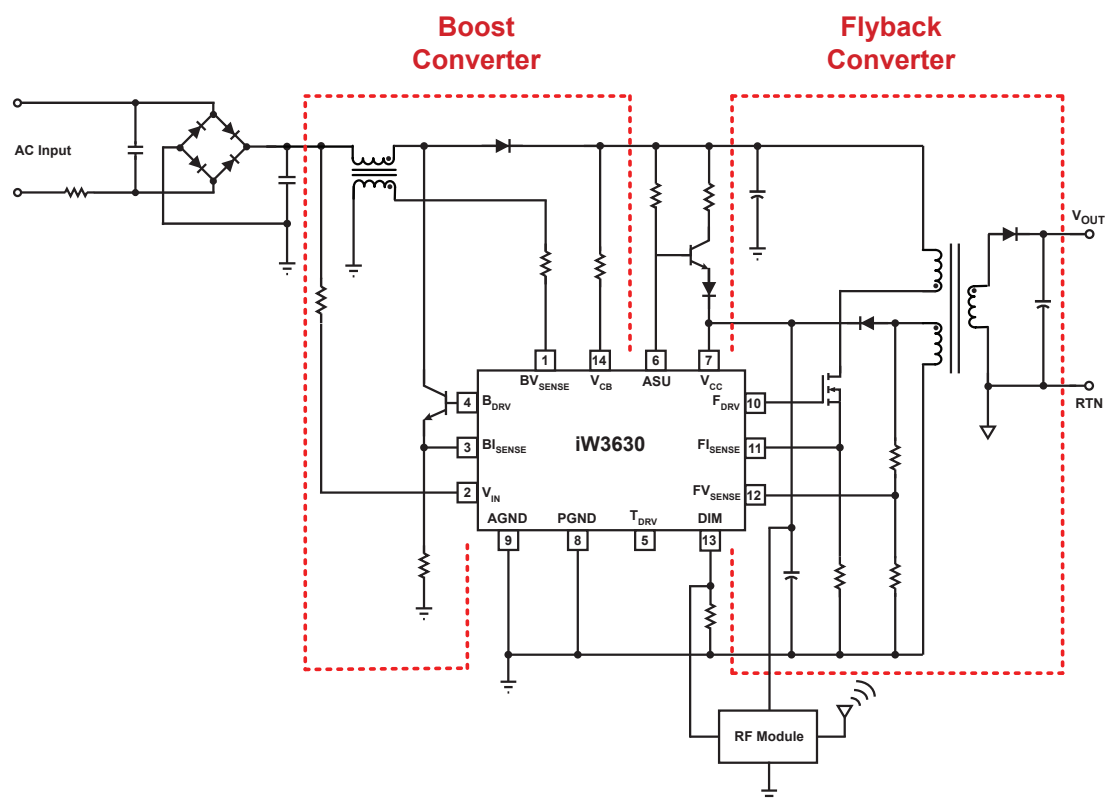 Boost
Converter
Flyback
Converter
AC Input
VOUT
RTN
1
14
6
7
BVSENSE
VCB
ASU
VCC
4
BDRV
FDRV
10
3
BISENSE
iW3630
FISENSE
11
2
VIN
FVSENSE
12
AGND
PGND
TDRV
DIM
9
8
5
13
RF Module